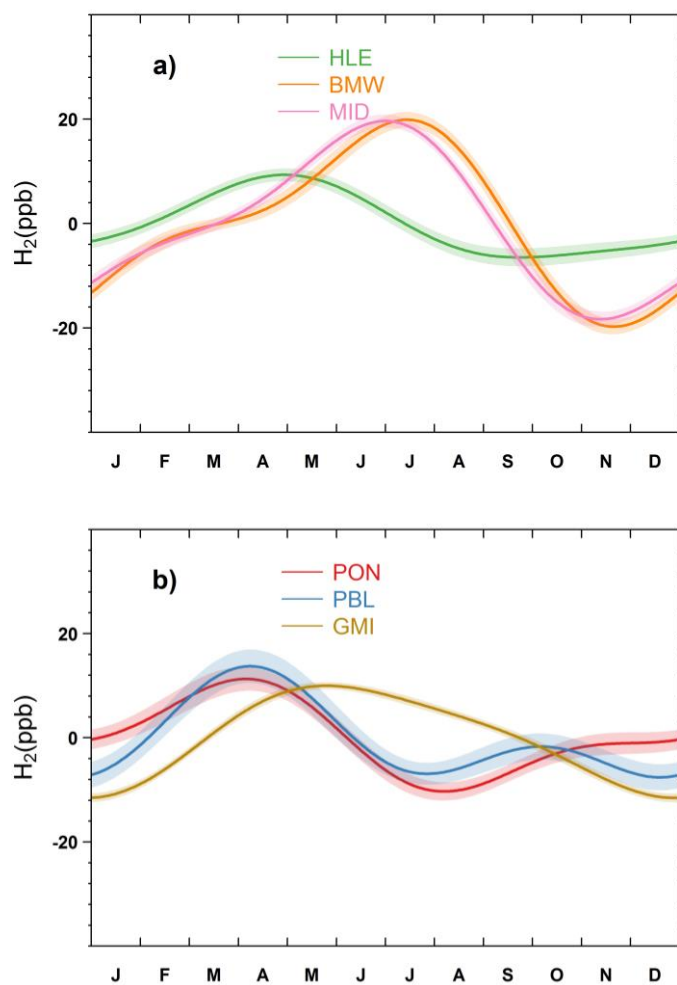 a)
HLE
BMW
MID
H₂(ppb)
20
0
-20
J F M A M J J A S O N D
b)
PON
PBL
GMI
H₂(ppb)
20
0
-20
J F M A M J J A S O N D